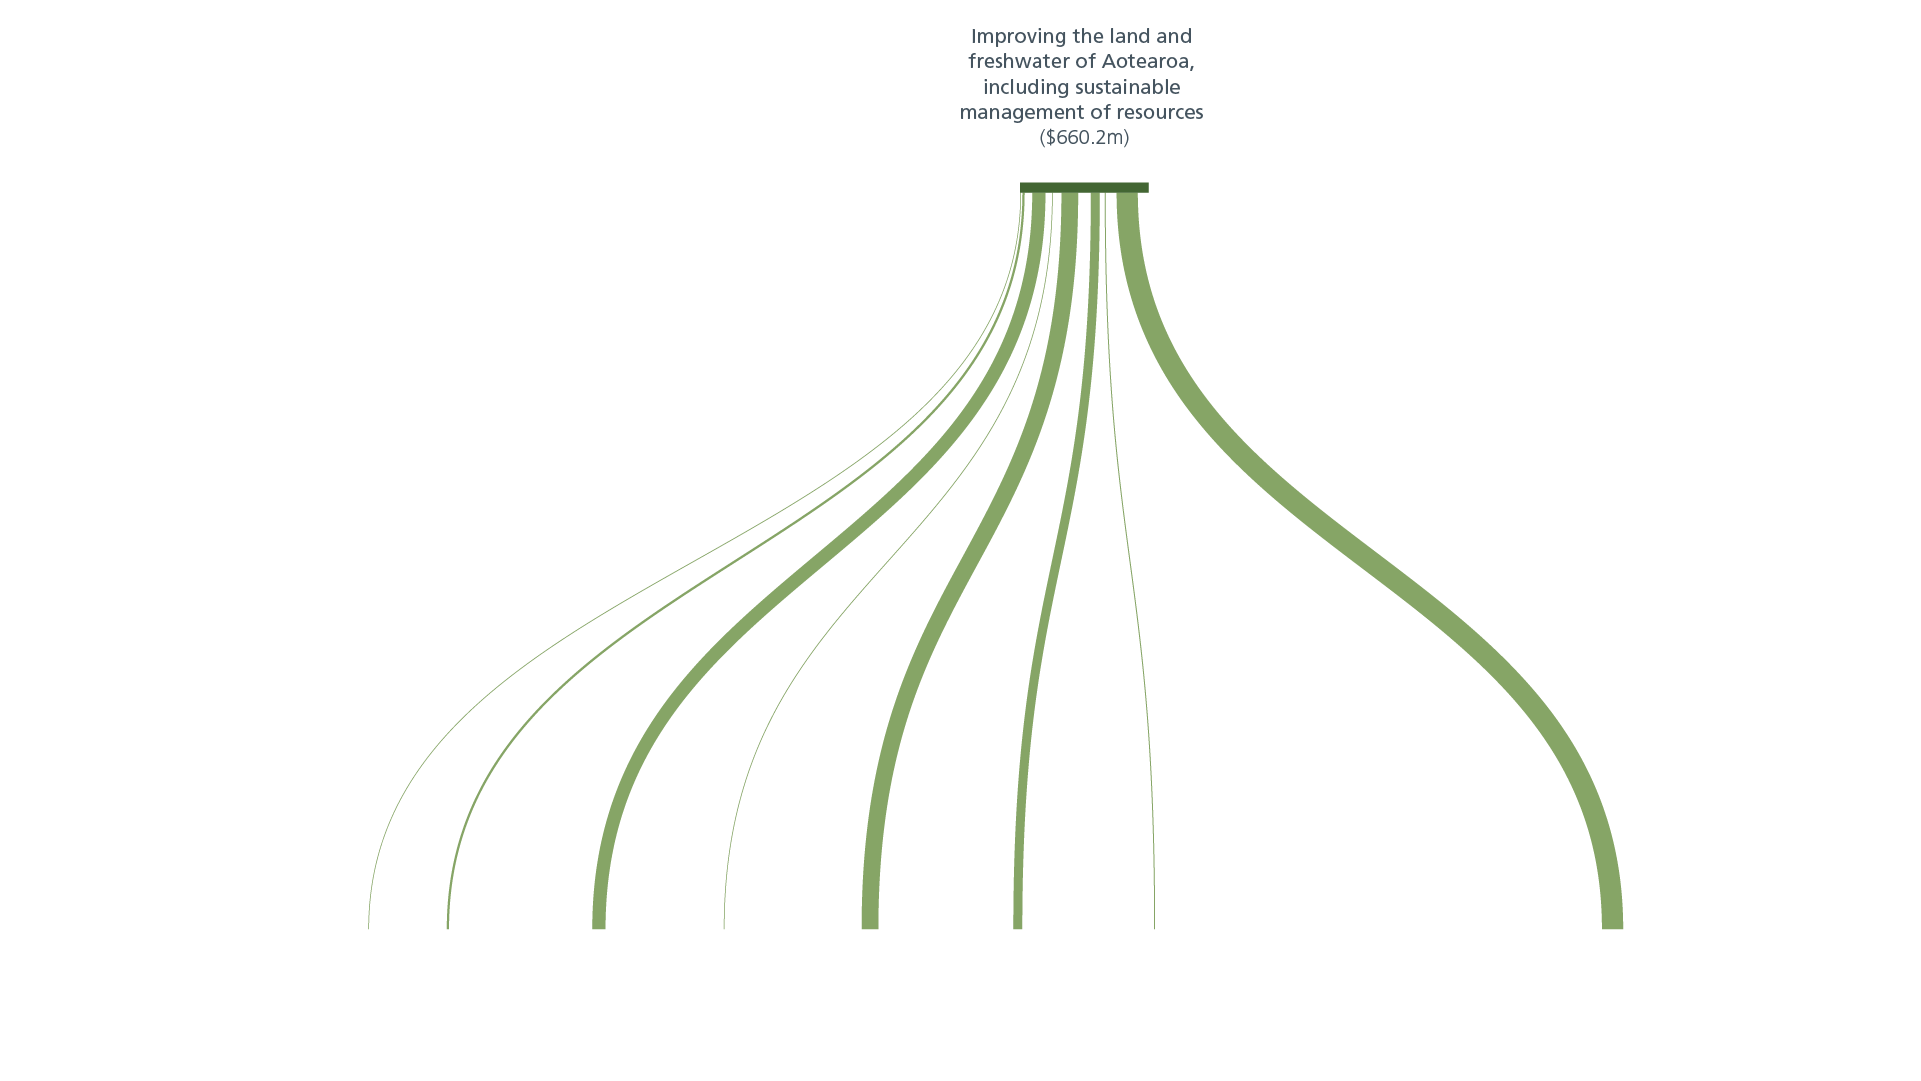 Improving the land and
freshwater of Aotearoa,
including sustainable
management of resources
($660.2m)